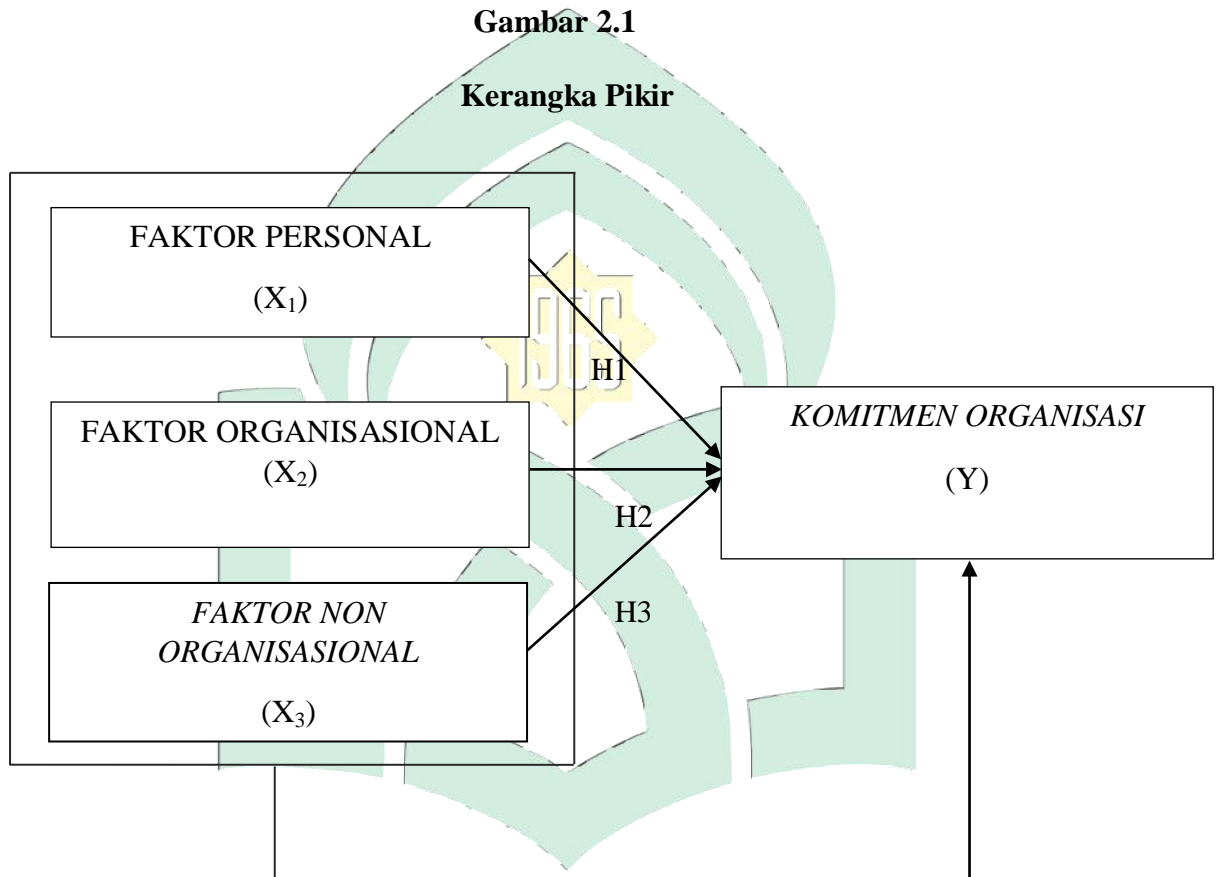 Gambar 2.1
Kerangka Pikir
FAKTOR PERSONAL
(X₁)
H1
FAKTOR ORGANISASIONAL
(X₂)
KOMITMEN ORGANISASI
(Y)
H2
FAKTOR NON
ORGANISASIONAL
(X₃)
H3